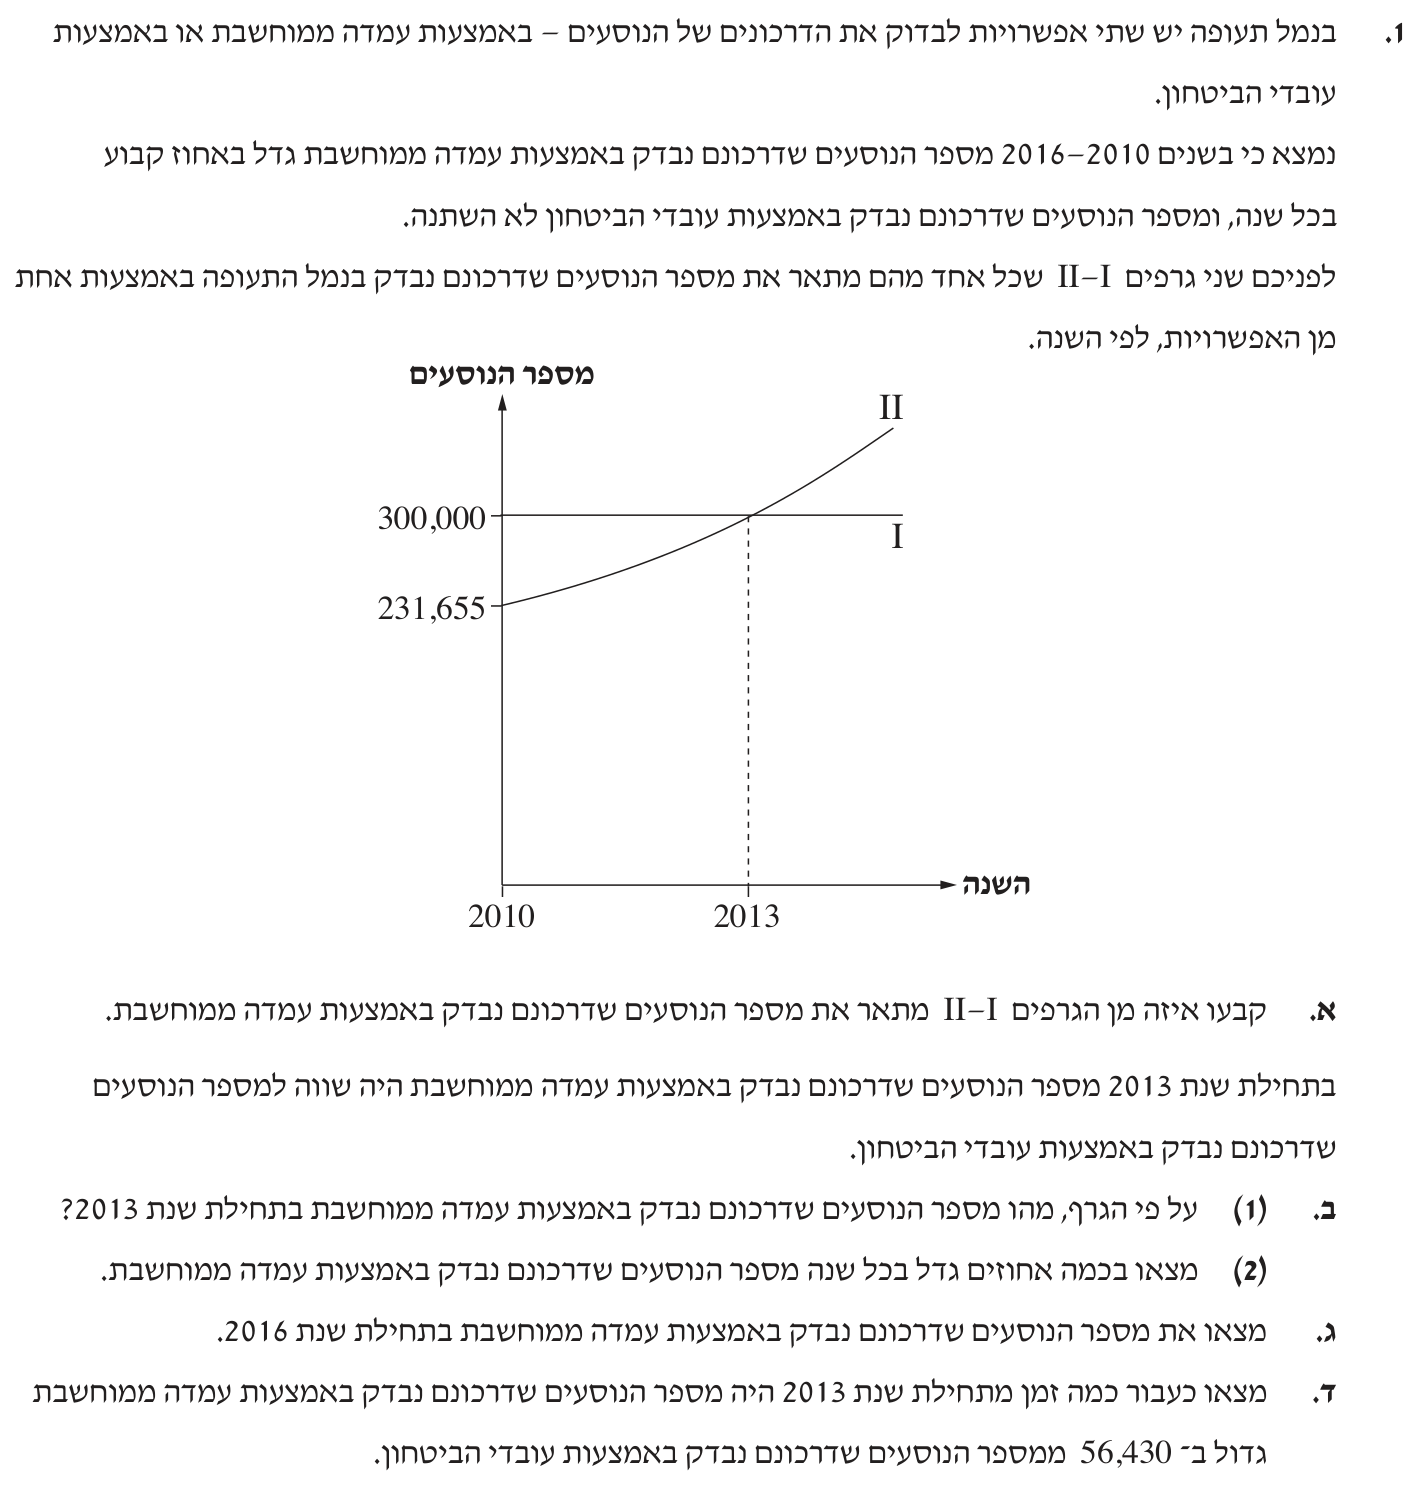 1. בנמל תעופה יש שתי אפשרויות לבדוק את הדרכונים של הנוסעים – באמצעות עמדה ממוחשבת או באמצעות
עובדי הביטחון.
נמצא כי בשנים 2010–2016 מספר הנוסעים שדרכונם נבדק באמצעות עמדה ממוחשבת גדל באחוז קבוע
בכל שנה, ומספר הנוסעים שדרכונם נבדק באמצעות עובדי הביטחון לא השתנה.
לפניכם שני גרפים I–II שכל אחד מהם מתאר את מספר הנוסעים שדרכונם נבדק בנמל התעופה באמצעות אחת
מן האפשרויות, לפי השנה.
מספר הנוסעים
II
300,000
I
231,655
השנה
2010 2013
א. קבעו איזה מן הגרפים I–II מתאר את מספר הנוסעים שדרכונם נבדק באמצעות עמדה ממוחשבת.
בתחילת שנת 2013 מספר הנוסעים שדרכונם נבדק באמצעות עמדה ממוחשבת היה שווה למספר הנוסעים
שדרכונם נבדק באמצעות עובדי הביטחון.
ב. (1) על פי הגרף, מהו מספר הנוסעים שדרכונם נבדק באמצעות עמדה ממוחשבת בתחילת שנת 2013?
(2) מצאו בכמה אחוזים גדל בכל שנה מספר הנוסעים שדרכונם נבדק באמצעות עמדה ממוחשבת.
ג. מצאו את מספר הנוסעים שדרכונם נבדק באמצעות עמדה ממוחשבת בתחילת שנת 2016.
ד. מצאו כעבור כמה זמן מתחילת שנת 2013 היה מספר הנוסעים שדרכונם נבדק באמצעות עמדה ממוחשבת
גדול ב־ 56,430 ממספר הנוסעים שדרכונם נבדק באמצעות עובדי הביטחון.